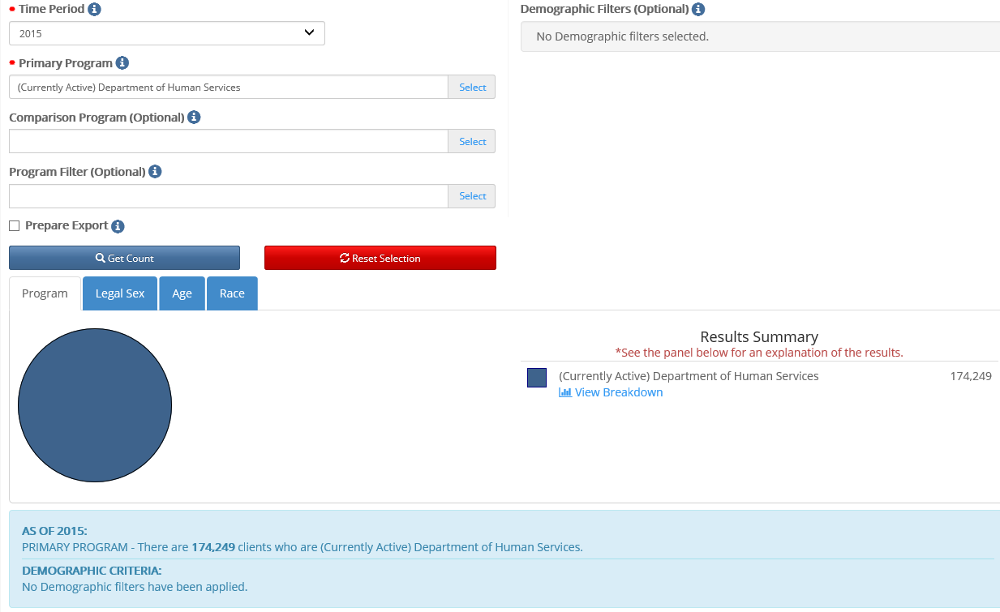 Time Period
2015
Primary Program
(Currently Active) Department of Human Services
Select
Comparison Program (Optional)
Select
Program Filter (Optional)
Select
Prepare Export
Get Count
Reset Selection
Demographic Filters (Optional)
No Demographic filters selected.
Program
Legal Sex
Age
Race
Results Summary
*See the panel below for an explanation of the results.
(Currently Active) Department of Human Services 174,249
View Breakdown
AS OF 2015:
PRIMARY PROGRAM - There are 174,249 clients who are (Currently Active) Department of Human Services.
DEMOGRAPHIC CRITERIA:
No Demographic filters have been applied.